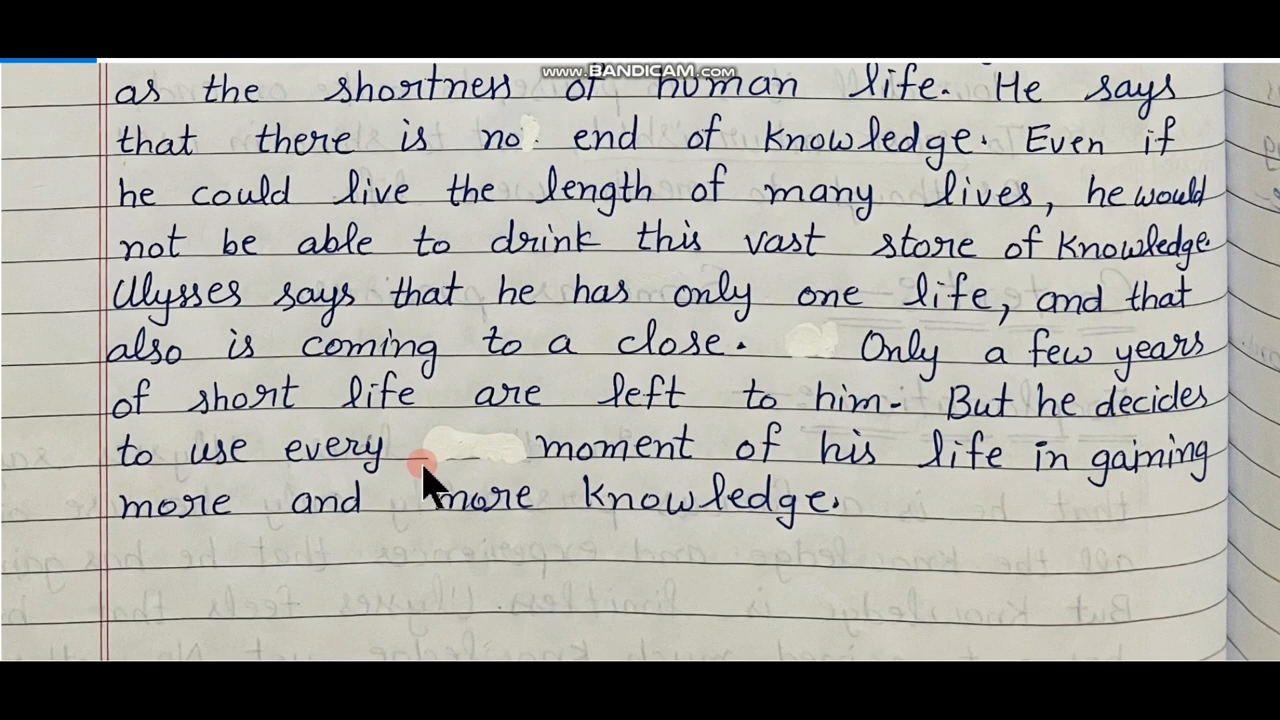 www.BANDICAM.com
as the shortness of human life. He says
that there is no end of knowledge. Even if
he could live the length of many lives, he would
not be able to drink this vast store of knowledge.
Ulysses says that he has only one life, and that
also is coming to a close. Only a few years
of short life are left to him. But he decides
to use every moment of his life in gaining
more and more knowledge.